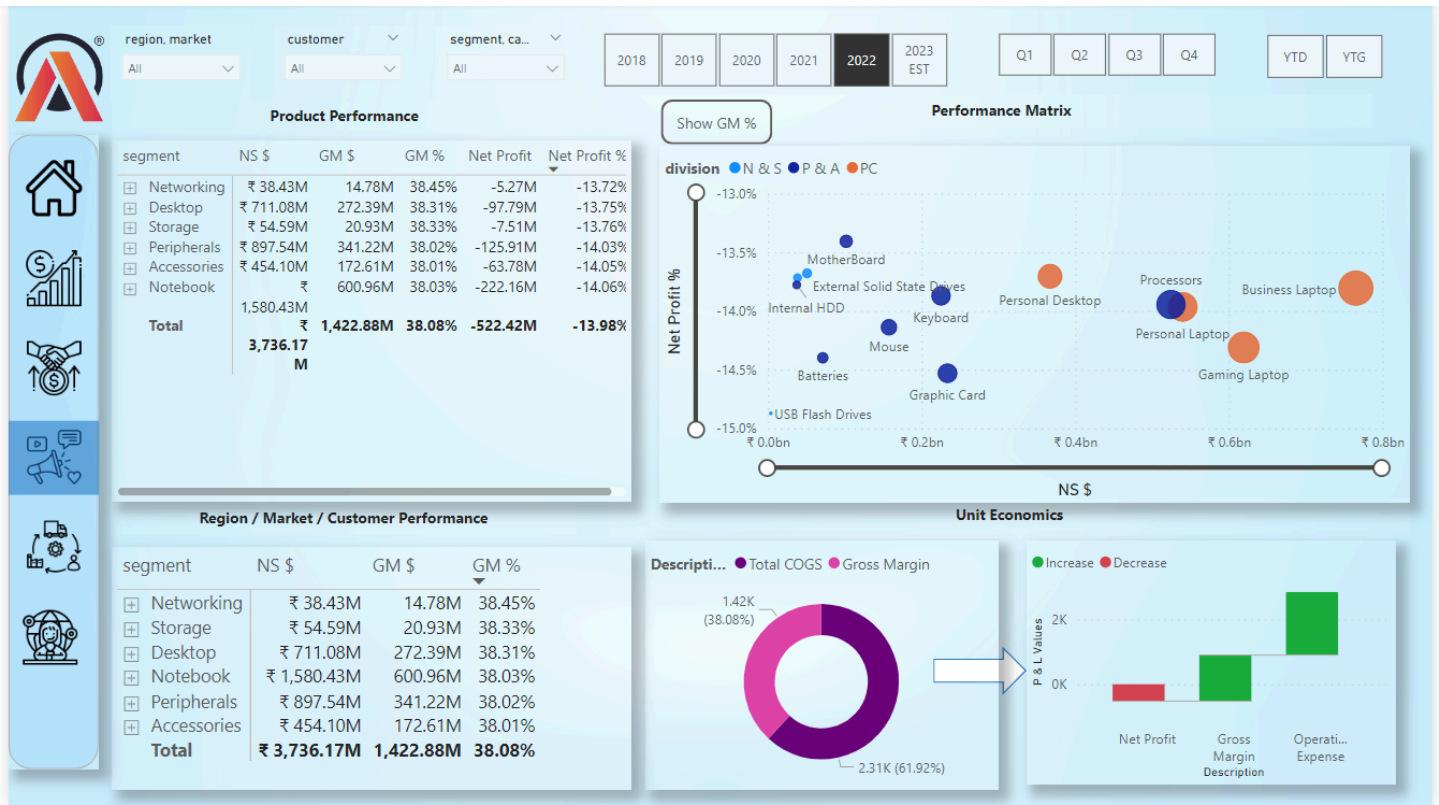 ®
region, market
customer
segment, ca...
All
All
All
2018
2019
2020
2021
2022
2023
EST
Q1
Q2
Q3
Q4
YTD
YTG
Product Performance
segment NS $ GM $ GM % Net Profit Net Profit %
Networking ₹ 38.43M 14.78M 38.45% -5.27M -13.72%
Desktop ₹ 711.08M 272.39M 38.31% -97.79M -13.75%
Storage ₹ 54.59M 20.93M 38.33% -7.51M -13.76%
Peripherals ₹ 897.54M 341.22M 38.02% -125.91M -14.03%
Accessories ₹ 454.10M 172.61M 38.01% -63.78M -14.05%
Notebook ₹ 600.96M 38.03% -222.16M -14.06%
1,580.43M
Total ₹ 1,422.88M 38.08% -522.42M -13.98%
3,736.17
M
Show GM %
Performance Matrix
division N & S P & A PC
Net Profit %
-13.0%
-13.5%
-14.0%
-14.5%
-15.0%
MotherBoard
External Solid State Drives
Internal HDD
Keyboard
Mouse
Batteries
Graphic Card
USB Flash Drives
Personal Desktop
Processors
Business Laptop
Personal Laptop
Gaming Laptop
₹ 0.0bn
₹ 0.2bn
₹ 0.4bn
₹ 0.6bn
₹ 0.8bn
NS $
Region / Market / Customer Performance
segment NS $ GM $ GM %
Networking ₹ 38.43M 14.78M 38.45%
Storage ₹ 54.59M 20.93M 38.33%
Desktop ₹ 711.08M 272.39M 38.31%
Notebook ₹ 1,580.43M 600.96M 38.03%
Peripherals ₹ 897.54M 341.22M 38.02%
Accessories ₹ 454.10M 172.61M 38.01%
Total ₹ 3,736.17M 1,422.88M 38.08%
Unit Economics
Descripti... Total COGS Gross Margin
1.42K
(38.08%)
2.31K (61.92%)
Increase Decrease
P & L Values
2K
0K
Net Profit
Gross
Margin
Operati...
Expense
Description